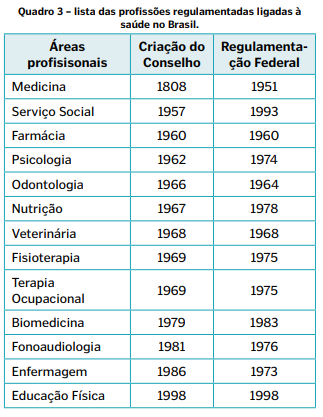 Quadro 3 – lista das profissões regulamentadas ligadas à
saúde no Brasil.
Áreas profisisonais | Criação do Conselho | Regulamenta-ção Federal
Medicina 1808 1951
Serviço Social 1957 1993
Farmácia 1960 1960
Psicologia 1962 1974
Odontologia 1966 1964
Nutrição 1967 1978
Veterinária 1968 1968
Fisioterapia 1969 1975
Terapia Ocupacional 1969 1975
Biomedicina 1979 1983
Fonoaudiologia 1981 1976
Enfermagem 1986 1973
Educação Física 1998 1998